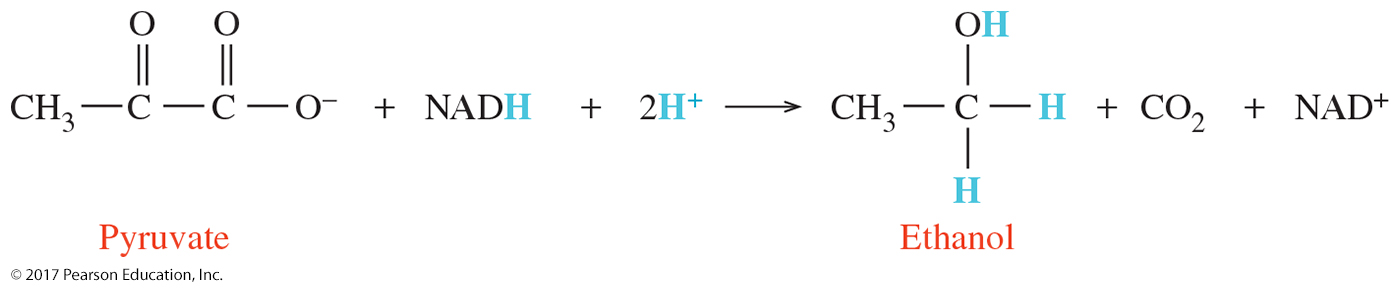 O O OH
CH₃—C—C—O⁻ + NADH + 2H⁺ ⟶ CH₃—C—H + CO₂ + NAD⁺
H
Pyruvate Ethanol
© 2017 Pearson Education, Inc.